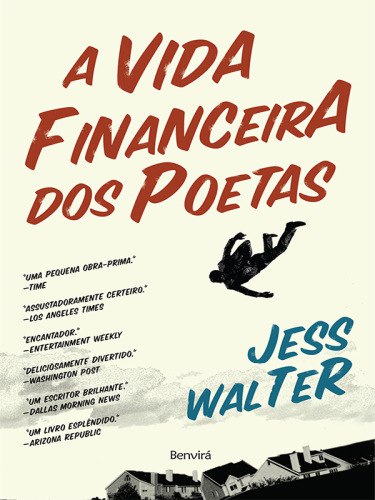 A VIDA
FINANCEIRA
DOS POETAS
"UMA PEQUENA OBRA-PRIMA."
—TIME
"ASSUSTADORAMENTE CERTEIRO."
—LOS ANGELES TIMES
"ENCANTADOR."
—ENTERTAINMENT WEEKLY
"DELICIOSAMENTE DIVERTIDO."
—WASHINGTON POST
"UM ESCRITOR BRILHANTE."
—DALLAS MORNING NEWS
"UM LIVRO ESPLÊNDIDO."
—ARIZONA REPUBLIC
JESS
WALTER
Benvirá